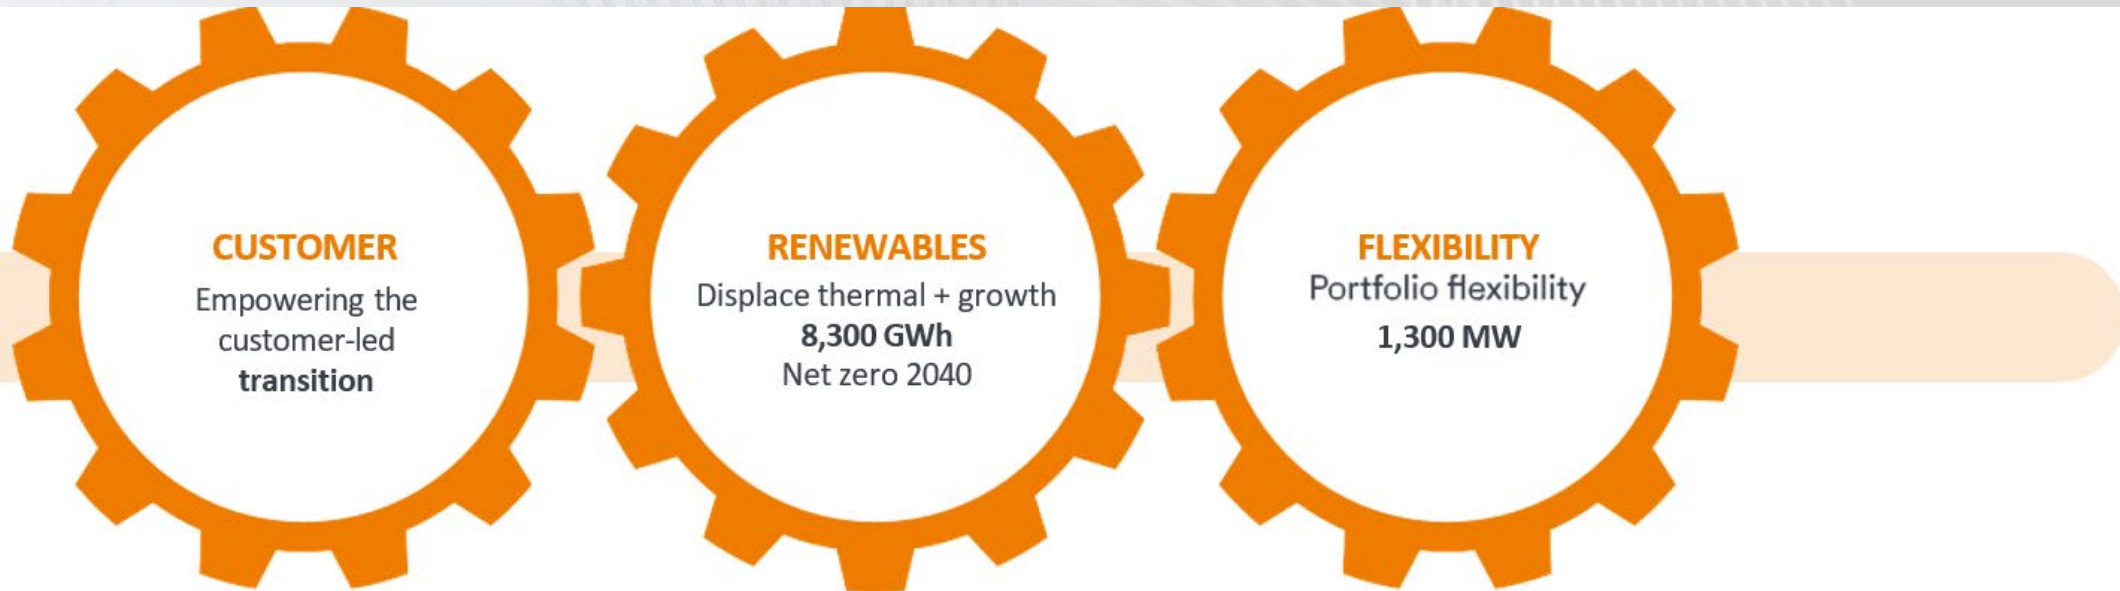 CUSTOMER
Empowering the
customer-led
transition
RENEWABLES
Displace thermal + growth
8,300 GWh
Net zero 2040
FLEXIBILITY
Portfolio flexibility
1,300 MW